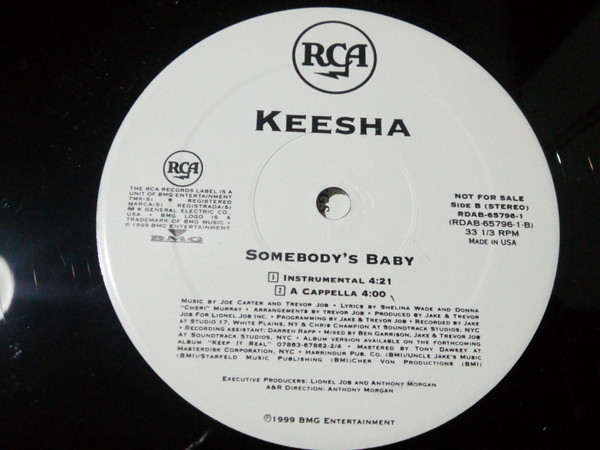 RCA
KEESHA
RCA
THE RCA RECORDS LABEL IS A
UNIT OF BMG ENTERTAINMENT
TMK(S) ® REGISTERED
MARCA(S) REGISTRADA(S)
GENERAL ELECTRIC CO.,
USA • BMG LOGO IS A
TRADEMARK OF BMG MUSIC •
© 1999 BMG ENTERTAINMENT
BMG
NOT FOR SALE
SIDE B (STEREO)
RDAB-65796-1
(RDAB-65796-1-B)
33 1/3 RPM
MADE IN USA
SOMEBODY'S BABY
1 INSTRUMENTAL 4:21
2 A CAPPELLA 4:00
MUSIC BY JOE CARTER AND TREVOR JOB • LYRICS BY SHELINA WADE AND DONNA
"CHERI" MURRAY • ARRANGEMENTS BY TREVOR JOB • PRODUCED BY JAKE & TREVOR
JOB FOR LIONEL JOB INC. • PROGRAMMING BY JAKE & TREVOR JOB • RECORDED BY JAKE
AT STUDIO 17, WHITE PLAINS, NY & CHRIS CHAMPION AT SOUNDTRACK STUDIOS, NYC
• RECORDING ASSISTANT: DARREN RAPP • MIXED BY BEN GARRISON, JAKE & TREVOR JOB
AT SOUNDTRACK STUDIOS, NYC • ALBUM VERSION AVAILABLE ON THE FORTHCOMING
ALBUM "KEEP IT REAL" 07863-67882-2/4 • MASTERED BY TONY DAWSEY AT
MASTERDISK CORPORATION, NYC • HARRINDUR PUB. CO. (BMI)/UNCLE JAKE'S MUSIC
(BMI)/STARFELD MUSIC PUBLISHING (BMI)CHER VON PRODUCTIONS (BMI)
EXECUTIVE PRODUCERS: LIONEL JOB AND ANTHONY MORGAN
A&R DIRECTION: ANTHONY MORGAN
℗1999 BMG ENTERTAINMENT